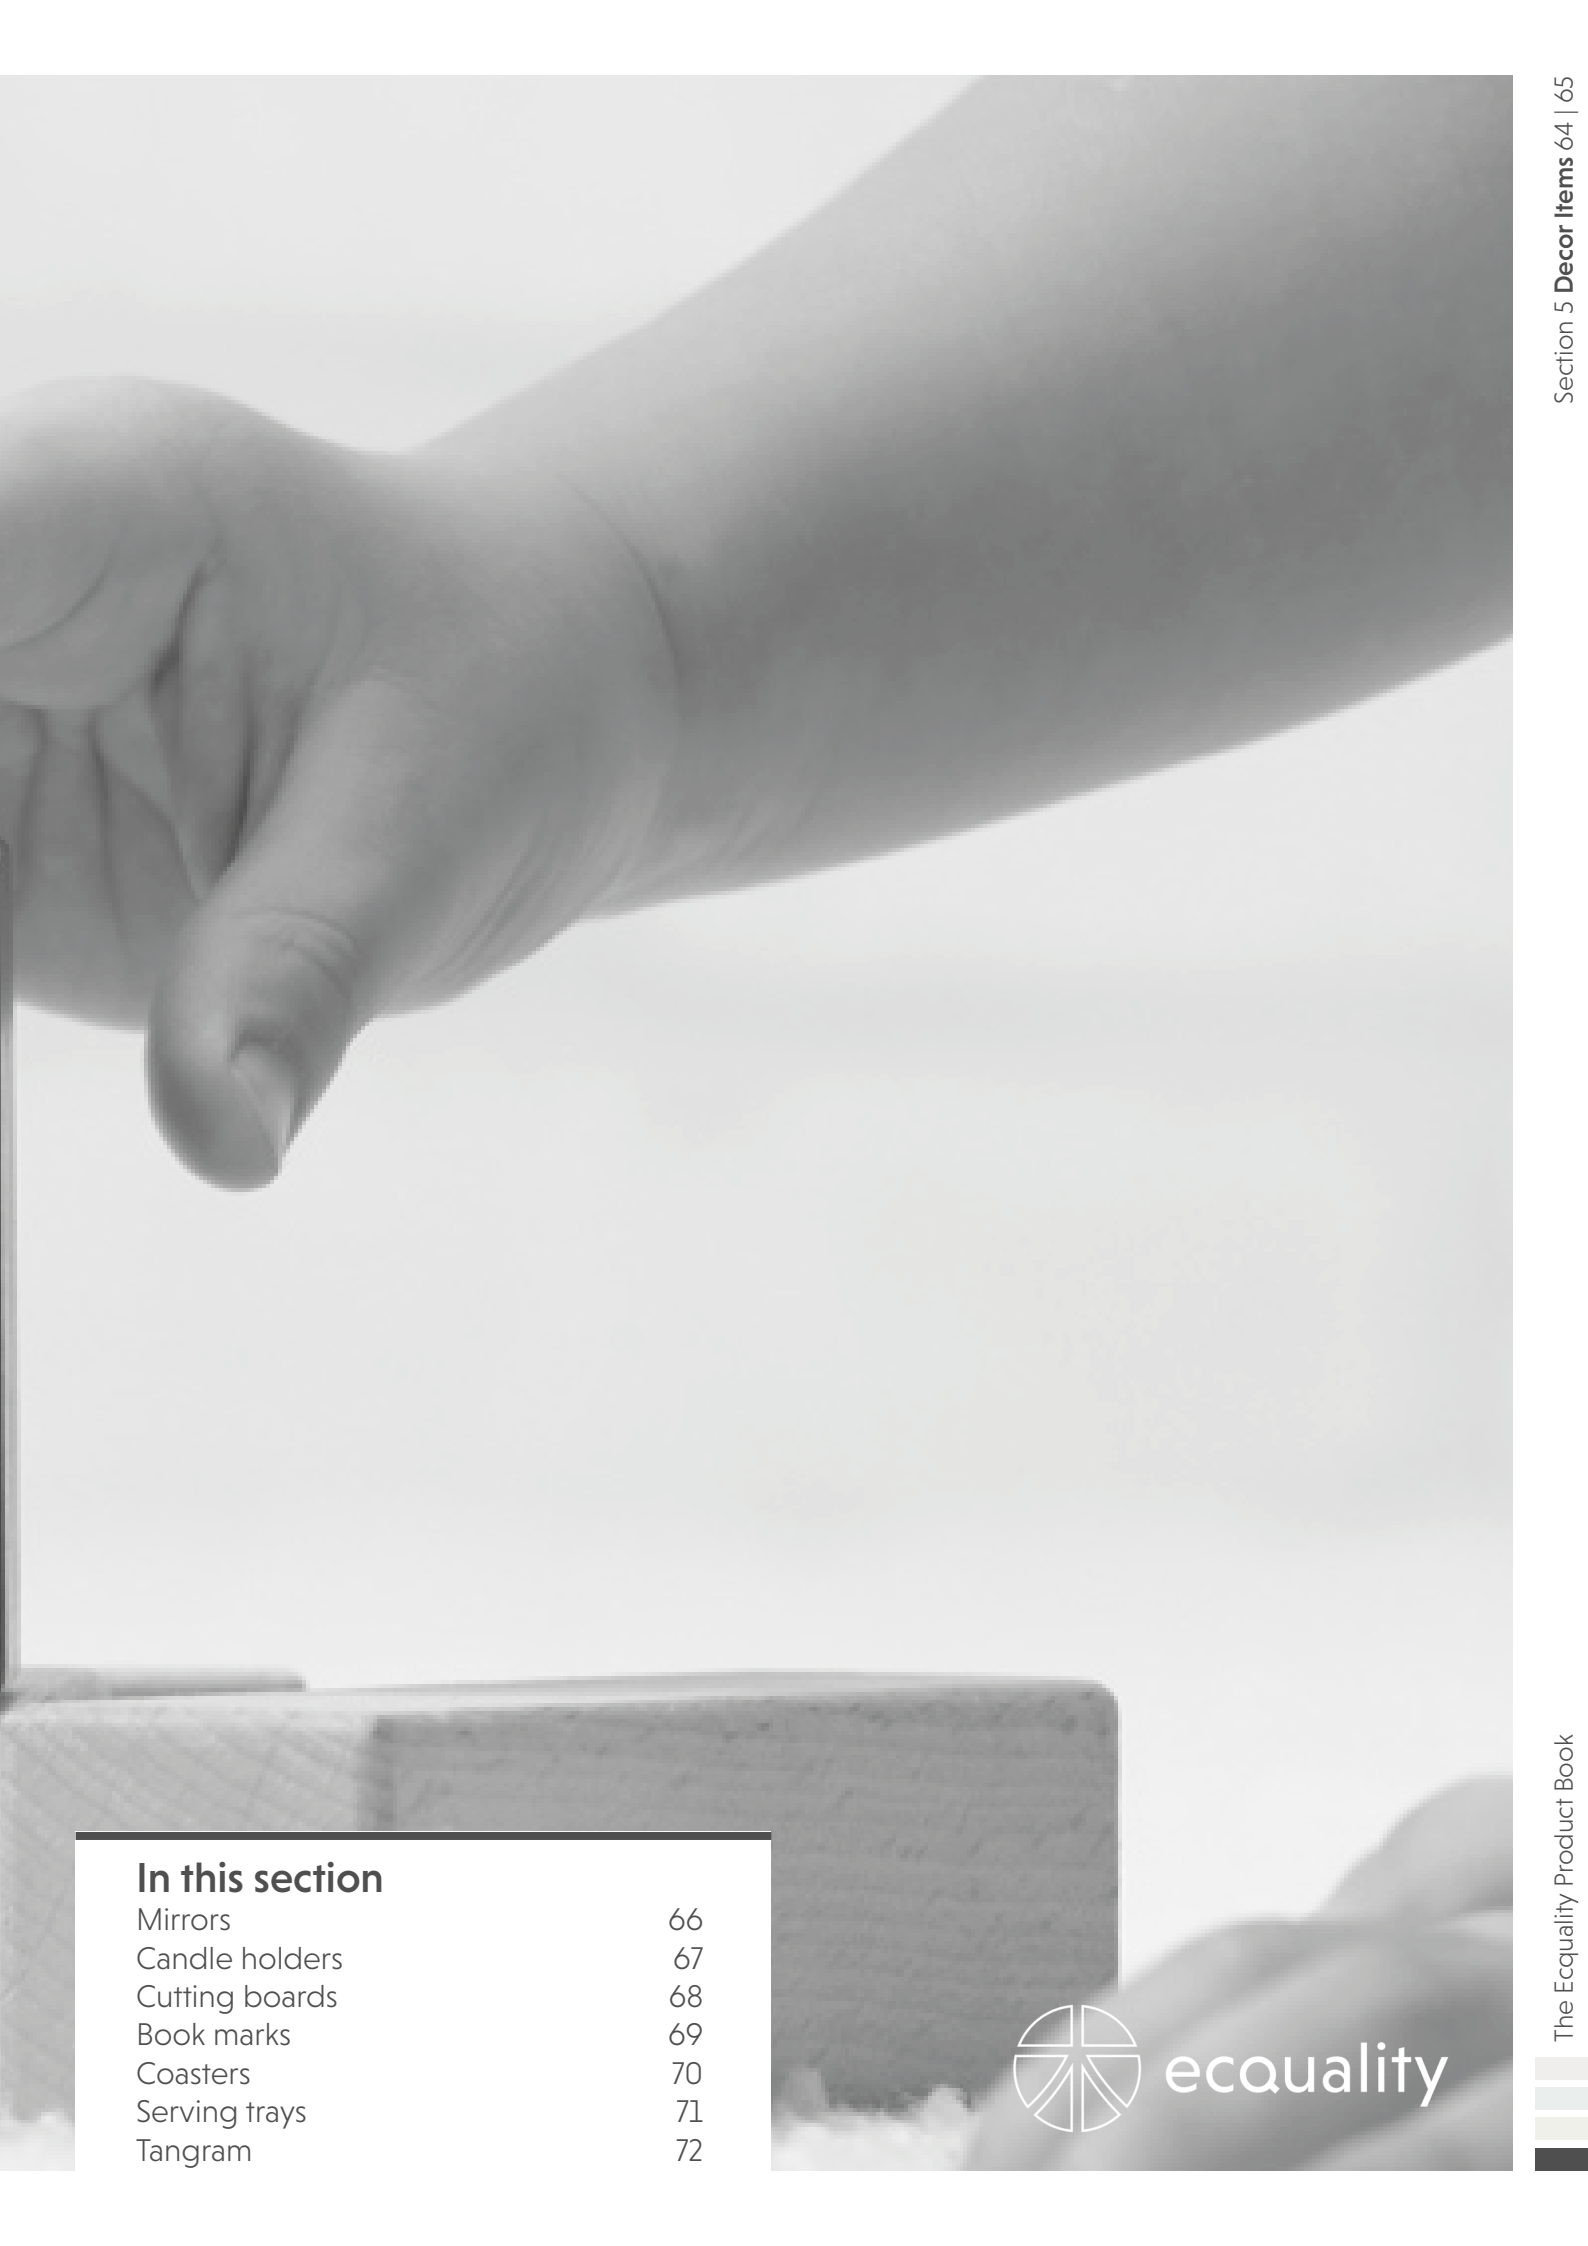 Section 5 Decor Items 64 | 65
In this section
Mirrors 66
Candle holders 67
Cutting boards 68
Book marks 69
Coasters 70
Serving trays 71
Tangram 72
ecquality
The Ecquality Product Book